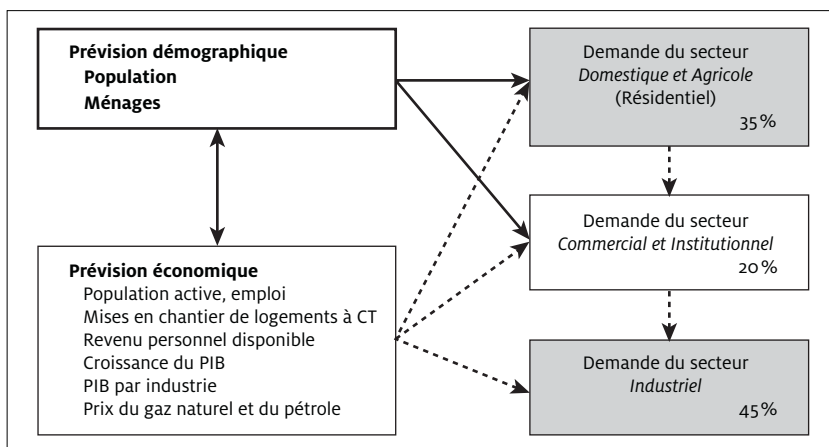 Prévision démographique
Population
Ménages
Prévision économique
Population active, emploi
Mises en chantier de logements à CT
Revenu personnel disponible
Croissance du PIB
PIB par industrie
Prix du gaz naturel et du pétrole
Demande du secteur
Domestique et Agricole
(Résidentiel)
35 %
Demande du secteur
Commercial et Institutionnel
20 %
Demande du secteur
Industriel
45 %